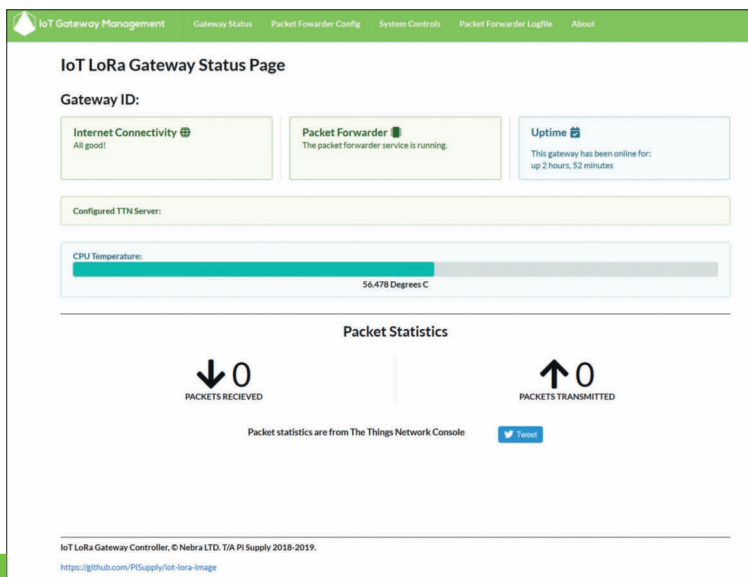 IoT Gateway Management
Gateway Status
Packet Fowarder Config
System Controls
Packet Forwarder Logfile
About
IoT LoRa Gateway Status Page
Gateway ID:
Internet Connectivity
All good!
Packet Forwarder
The packet forwarder service is running.
Uptime
This gateway has been online for:
up 2 hours, 52 minutes
Configured TTN Server:
CPU Temperature:
56.478 Degrees C
Packet Statistics
0
PACKETS RECIEVED
0
PACKETS TRANSMITTED
Packet statistics are from The Things Network Console
Tweet
IoT LoRa Gateway Controller, © Nebra LTD. T/A Pi Supply 2018-2019.
https://github.com/PiSupply/iot-lora-image